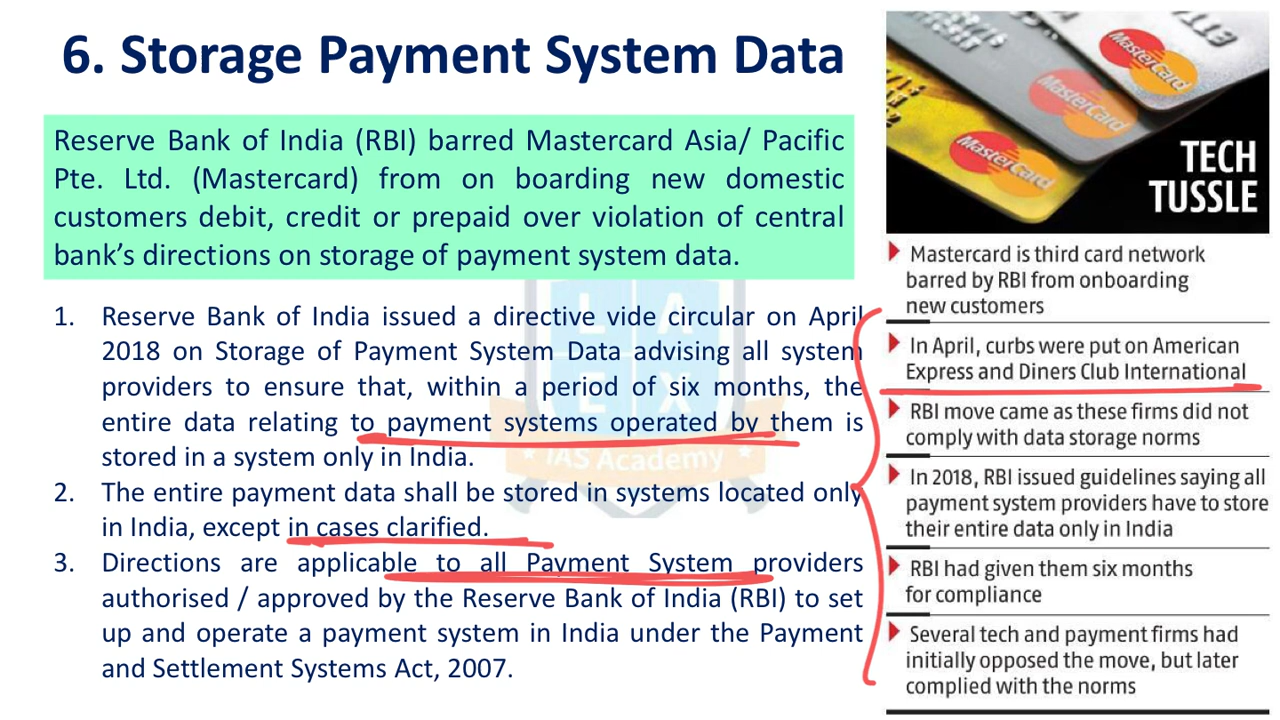 6. Storage Payment System Data
Reserve Bank of India (RBI) barred Mastercard Asia/ Pacific
Pte. Ltd. (Mastercard) from on boarding new domestic
customers debit, credit or prepaid over violation of central
bank's directions on storage of payment system data.
1. Reserve Bank of India issued a directive vide circular on April
2018 on Storage of Payment System Data advising all system
providers to ensure that, within a period of six months, the
entire data relating to payment systems operated by them is
stored in a system only in India.
2. The entire payment data shall be stored in systems located only
in India, except in cases clarified.
3. Directions are applicable to all Payment System providers
authorised / approved by the Reserve Bank of India (RBI) to set
up and operate a payment system in India under the Payment
and Settlement Systems Act, 2007.
L A
E X
IAS Academy
MasterCard
MasterCard
MasterCard
TECH
TUSSLE
Mastercard is third card network
barred by RBI from onboarding
new customers
In April, curbs were put on American
Express and Diners Club International
RBI move came as these firms did not
comply with data storage norms
In 2018, RBI issued guidelines saying all
payment system providers have to store
their entire data only in India
RBI had given them six months
for compliance
Several tech and payment firms had
initially opposed the move, but later
complied with the norms